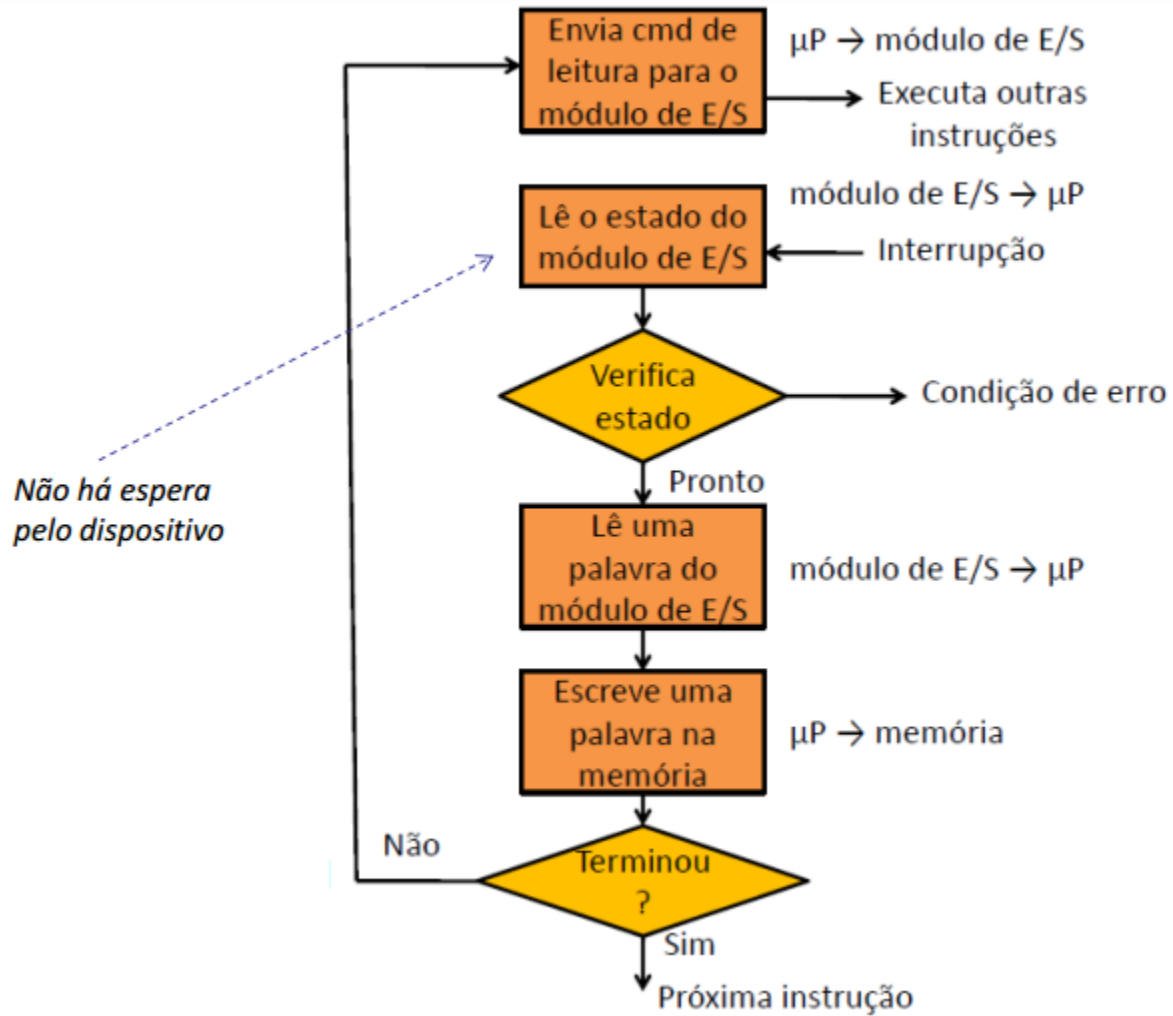 Envia cmd de
leitura para o
módulo de E/S
µP → módulo de E/S
Executa outras
instruções
Lê o estado do
módulo de E/S
módulo de E/S → µP
Interrupção
Verifica
estado
Condição de erro
Não há espera
pelo dispositivo
Pronto
Lê uma
palavra do
módulo de E/S
módulo de E/S → µP
Escreve uma
palavra na
memória
µP → memória
Não
Terminou
?
Sim
Próxima instrução